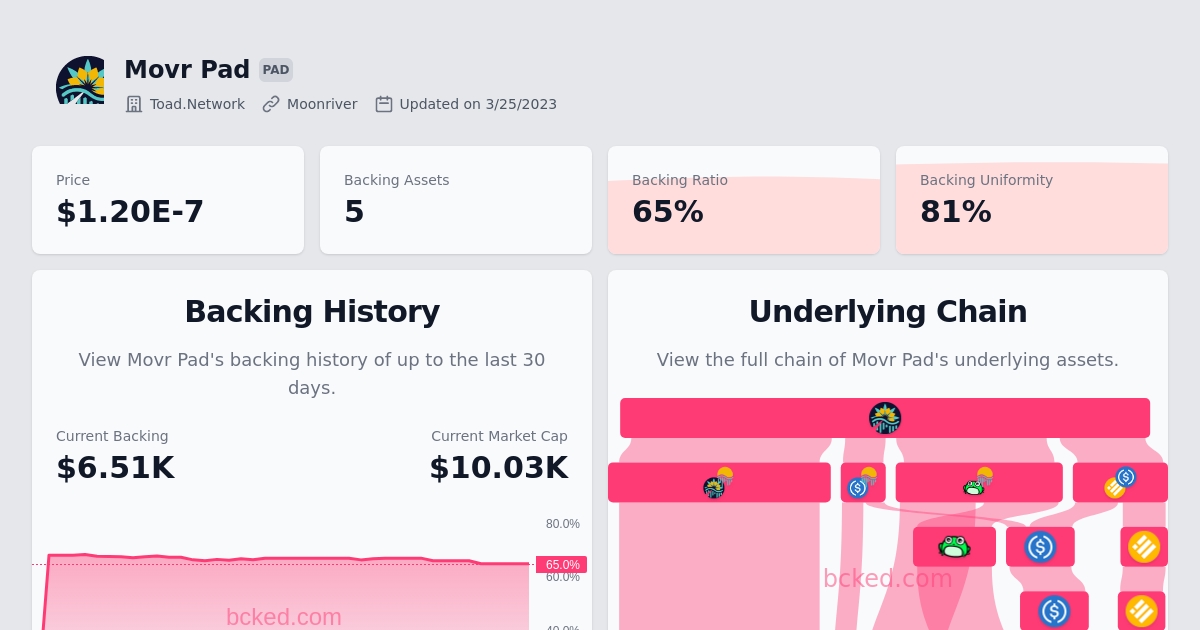 Movr Pad PAD
Toad.Network Moonriver Updated on 3/25/2023
Price
$1.20E-7
Backing Assets
5
Backing Ratio
65%
Backing Uniformity
81%
Backing History
View Movr Pad's backing history of up to the last 30
days.
Current Backing
$6.51K
Current Market Cap
$10.03K
80.0%
65.0%
60.0%
40.0%
bcked.com
Underlying Chain
View the full chain of Movr Pad's underlying assets.
bcked.com